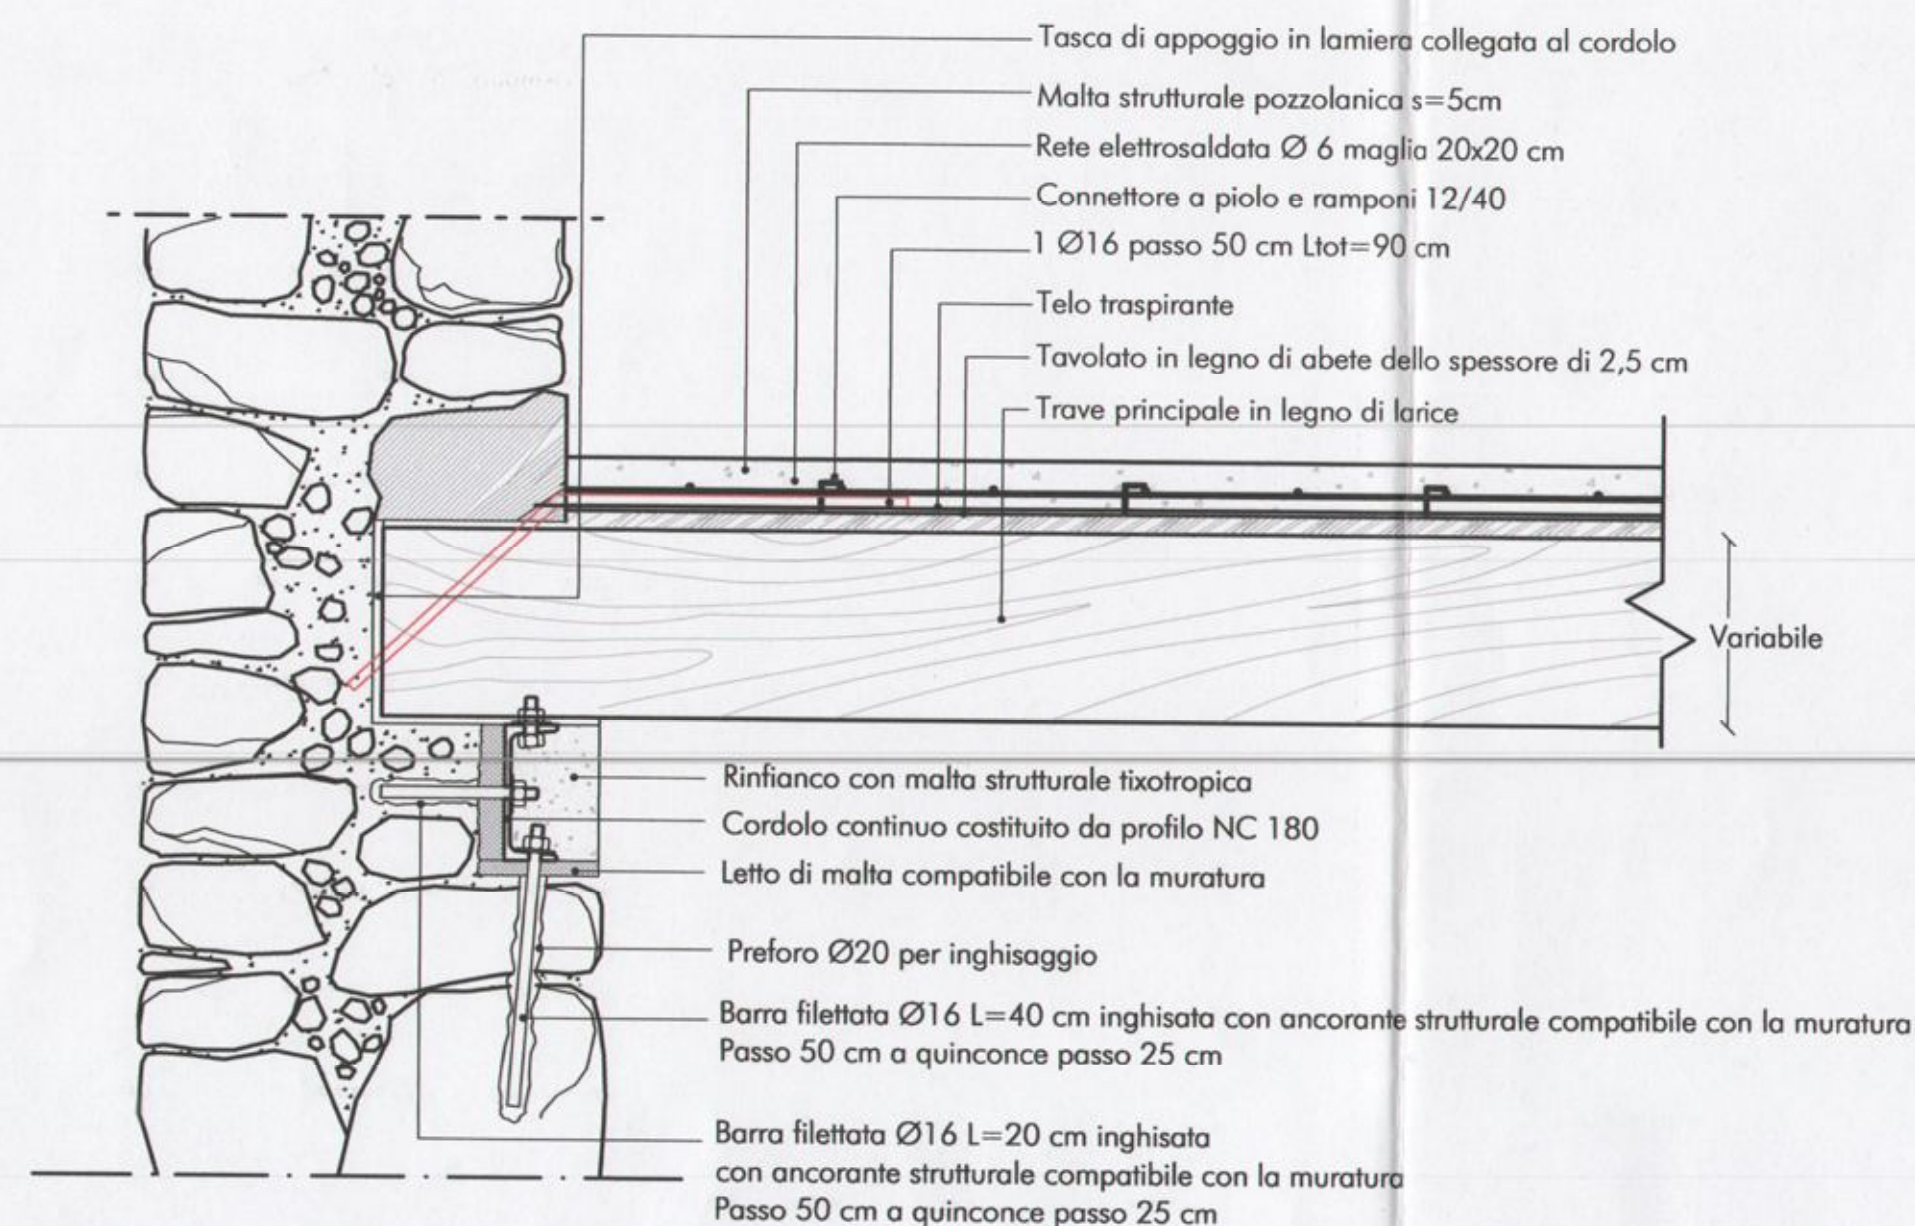 Tasca di appoggio in lamiera collegata al cordolo
Malta strutturale pozzolanica s=5cm
Rete elettrosaldata Ø 6 maglia 20x20 cm
Connettore a piolo e ramponi 12/40
1 Ø16 passo 50 cm Ltot=90 cm
Telo traspirante
Tavolato in legno di abete dello spessore di 2,5 cm
Trave principale in legno di larice
Variabile
Rinfianco con malta strutturale tixotropica
Cordolo continuo costituito da profilo NC 180
Letto di malta compatibile con la muratura
Preforo Ø20 per inghisaggio
Barra filettata Ø16 L=40 cm inghisata con ancorante strutturale compatibile con la muratura
Passo 50 cm a quinconce passo 25 cm
Barra filettata Ø16 L=20 cm inghisata
con ancorante strutturale compatibile con la muratura
Passo 50 cm a quinconce passo 25 cm